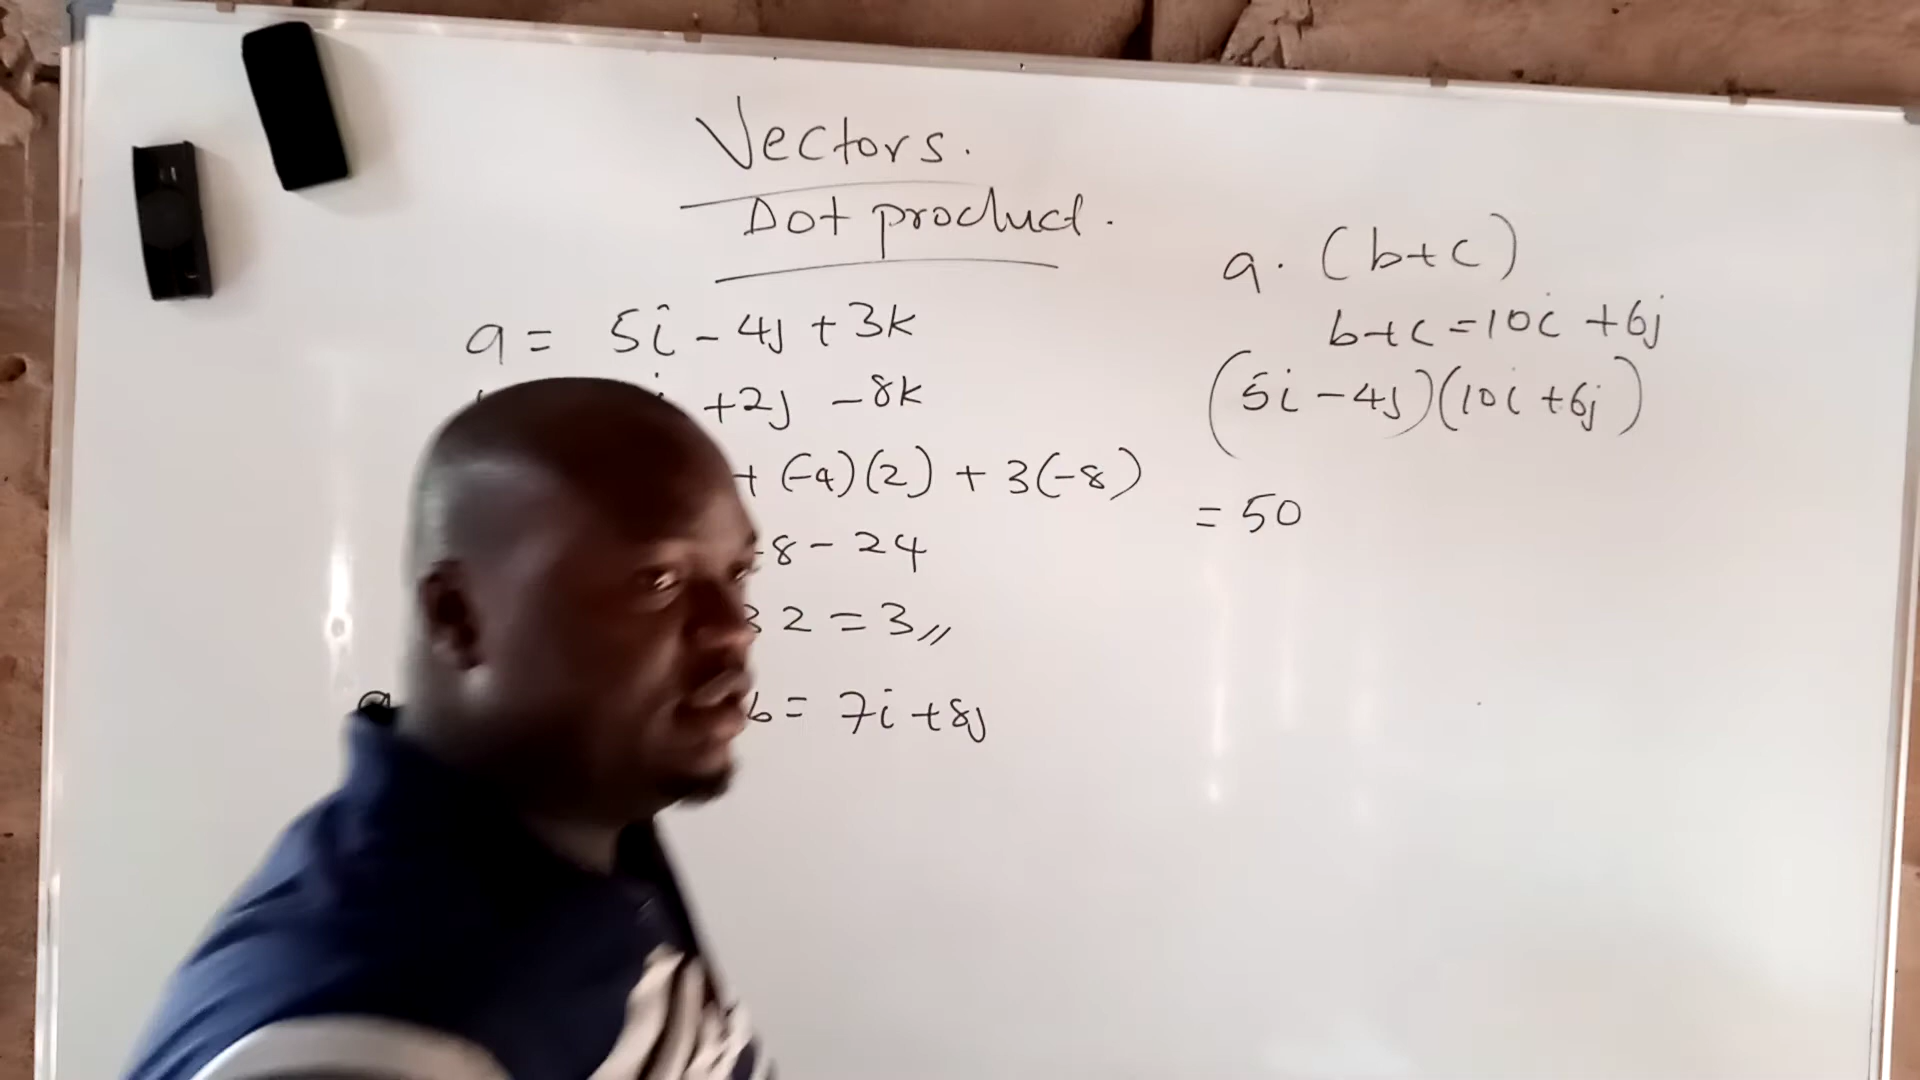 Vectors.
Dot product.
a = 5i - 4j + 3k
+2j - 8k
+ (-4)(2) + 3(-8)
-8 - 24
32 = 3//
b = 7i + 8j
a. (b+c)
b+c = 10i + 6j
(5i - 4j)(10i + 6j)
= 50